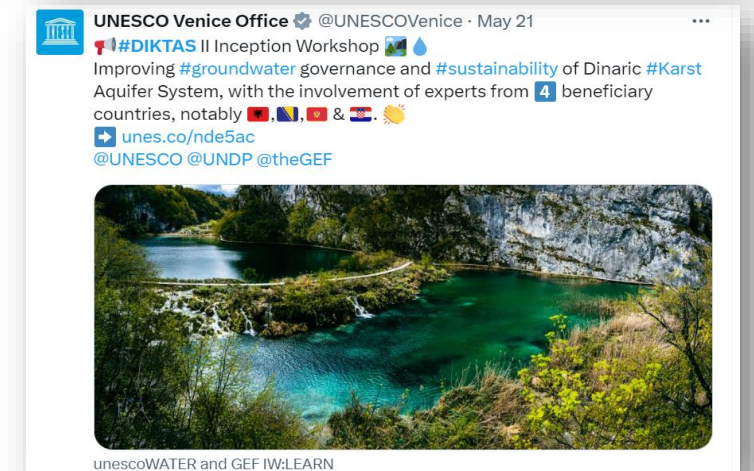 UNESCO Venice Office @UNESCOVenice · May 21 ...
📢#DIKTAS II Inception Workshop 🏞️💧
Improving #groundwater governance and #sustainability of Dinaric #Karst
Aquifer System, with the involvement of experts from 4️⃣ beneficiary
countries, notably 🇦🇱,🇧🇦,🇲🇪 & 🇭🇷. 👏
➡️ unes.co/nde5ac
@UNESCO @UNDP @theGEF
unescoWATER and GEF IW:LEARN